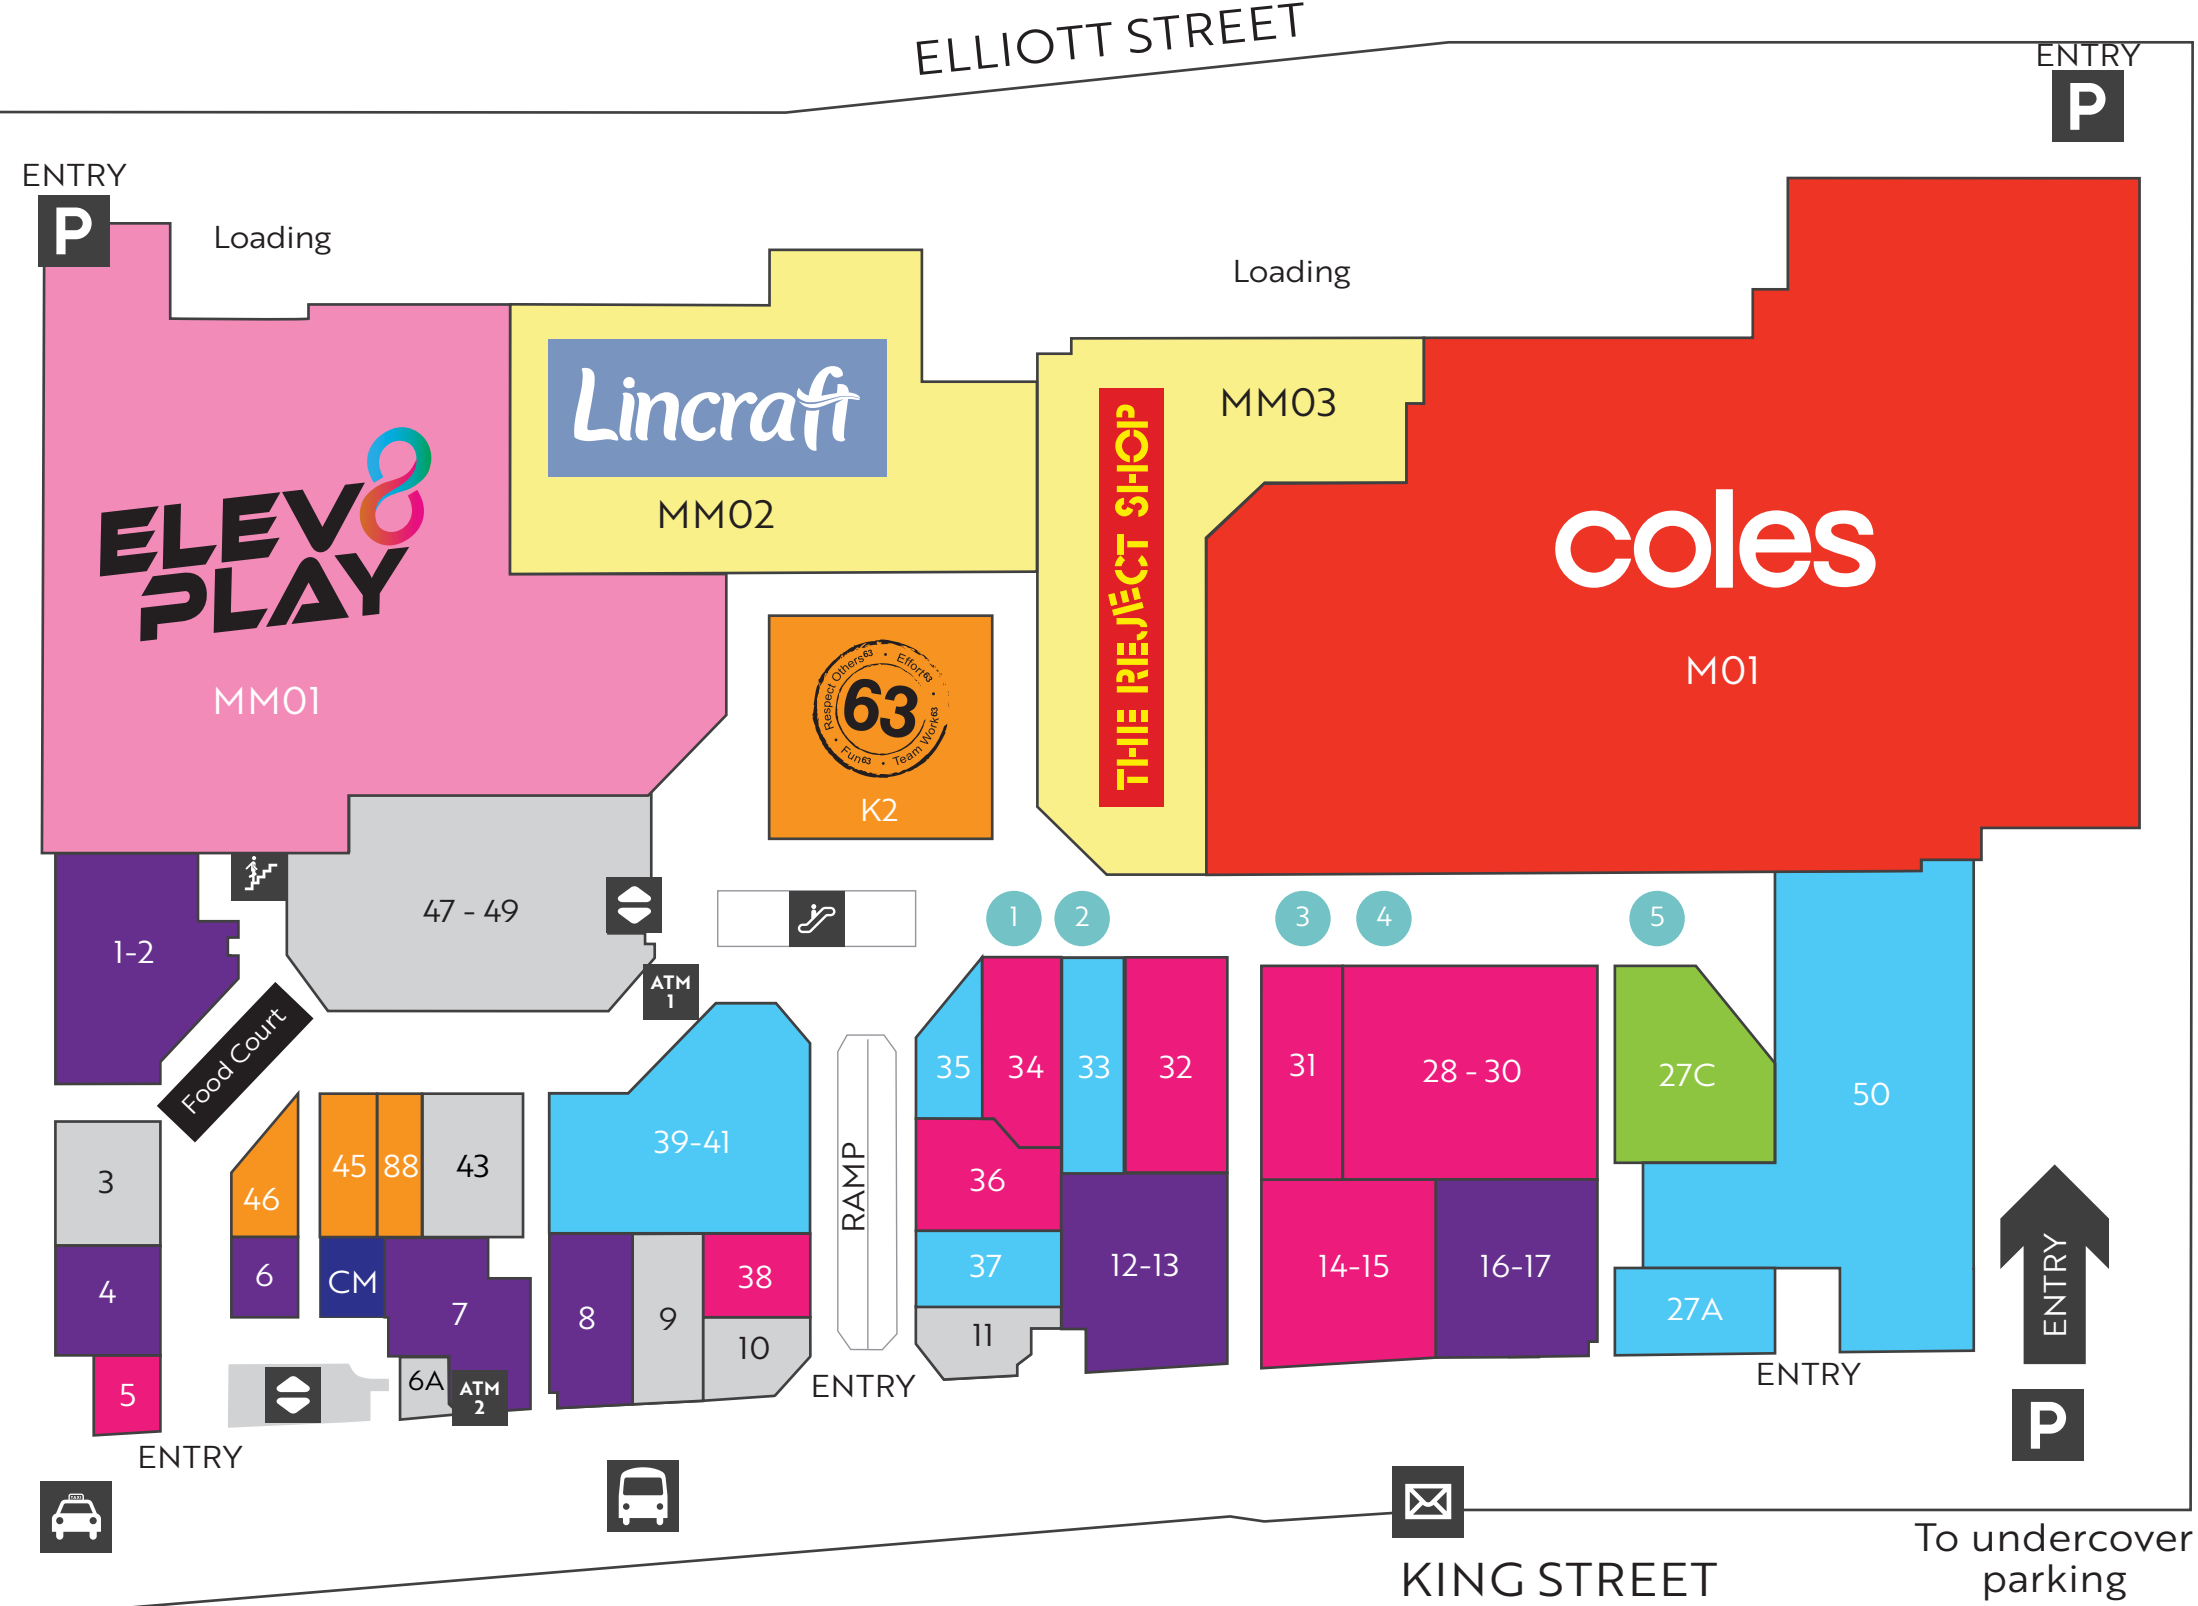 ELLIOTT STREET
ENTRY
P
ENTRY
P
Loading
Loading
Lincraft
MM02
MM03
THE REJECT SHOP
ELEV8
PLAY
MM01
coles
M01
Respect Others63 • Effort63 • Team Work63 • Fun63 •
63
K2
47 - 49
1-2
ATM
1
Food Court
1
2
3
4
5
35
34
33
32
31
28 - 30
27C
50
39-41
RAMP
36
3
46
45
88
43
4
6
CM
7
8
9
38
10
37
11
12-13
14-15
16-17
27A
ENTRY
5
6A
ATM
2
ENTRY
ENTRY
ENTRY
P
TAXI
KING STREET
To undercover
parking